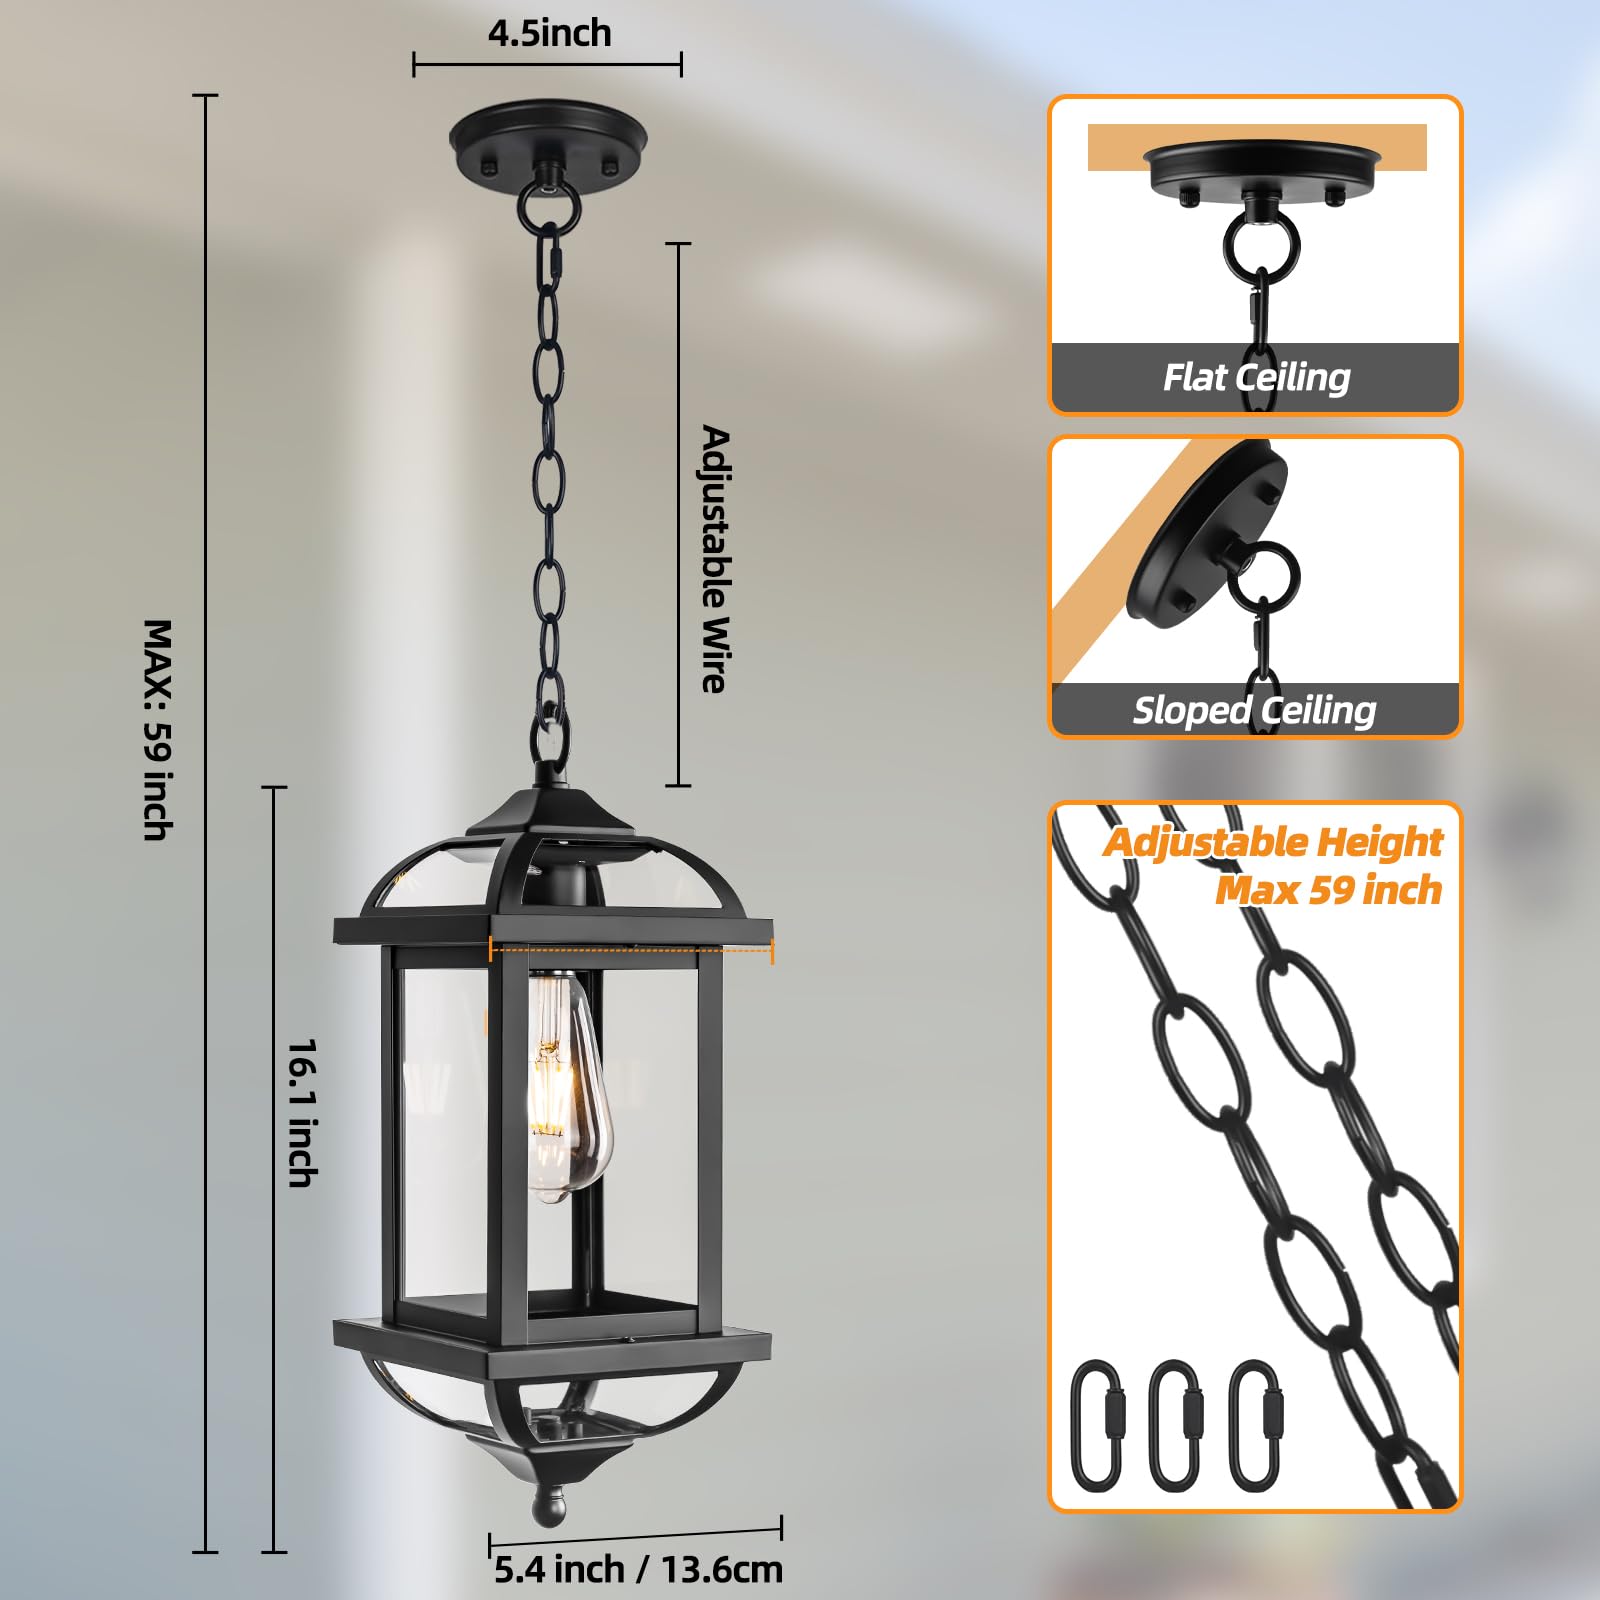 4.5inch
Adjustable Wire
MAX: 59 inch
16.1 inch
5.4 inch / 13.6cm
Flat Ceiling
Sloped Ceiling
Adjustable Height
Max 59 inch